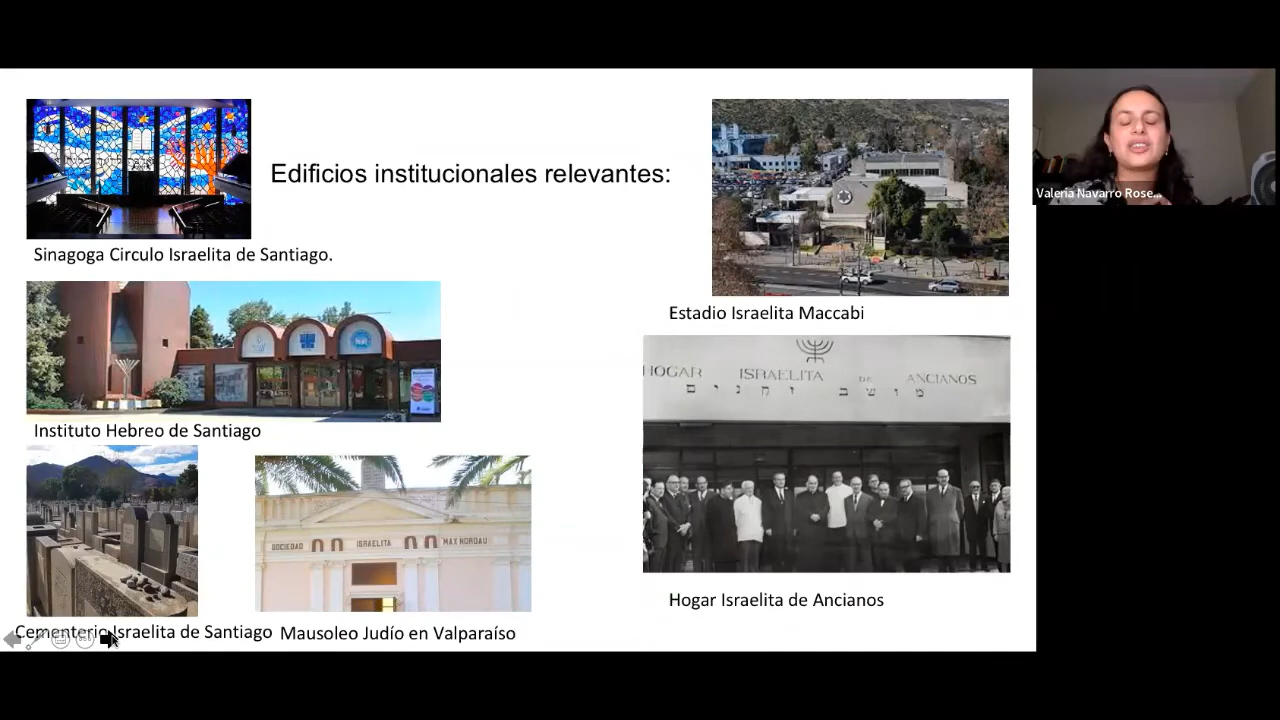 Edificios institucionales relevantes:
Sinagoga Circulo Israelita de Santiago.
Instituto Hebreo de Santiago
Cementerio Israelita de Santiago
SOCIEDAD ISRAELITA MAX NORDAU
Mausoleo Judío en Valparaíso
Estadio Israelita Maccabi
HOGAR ISRAELITA DE ANCIANOS
מושב זקנים
Hogar Israelita de Ancianos
Valeria Navarro Rose...